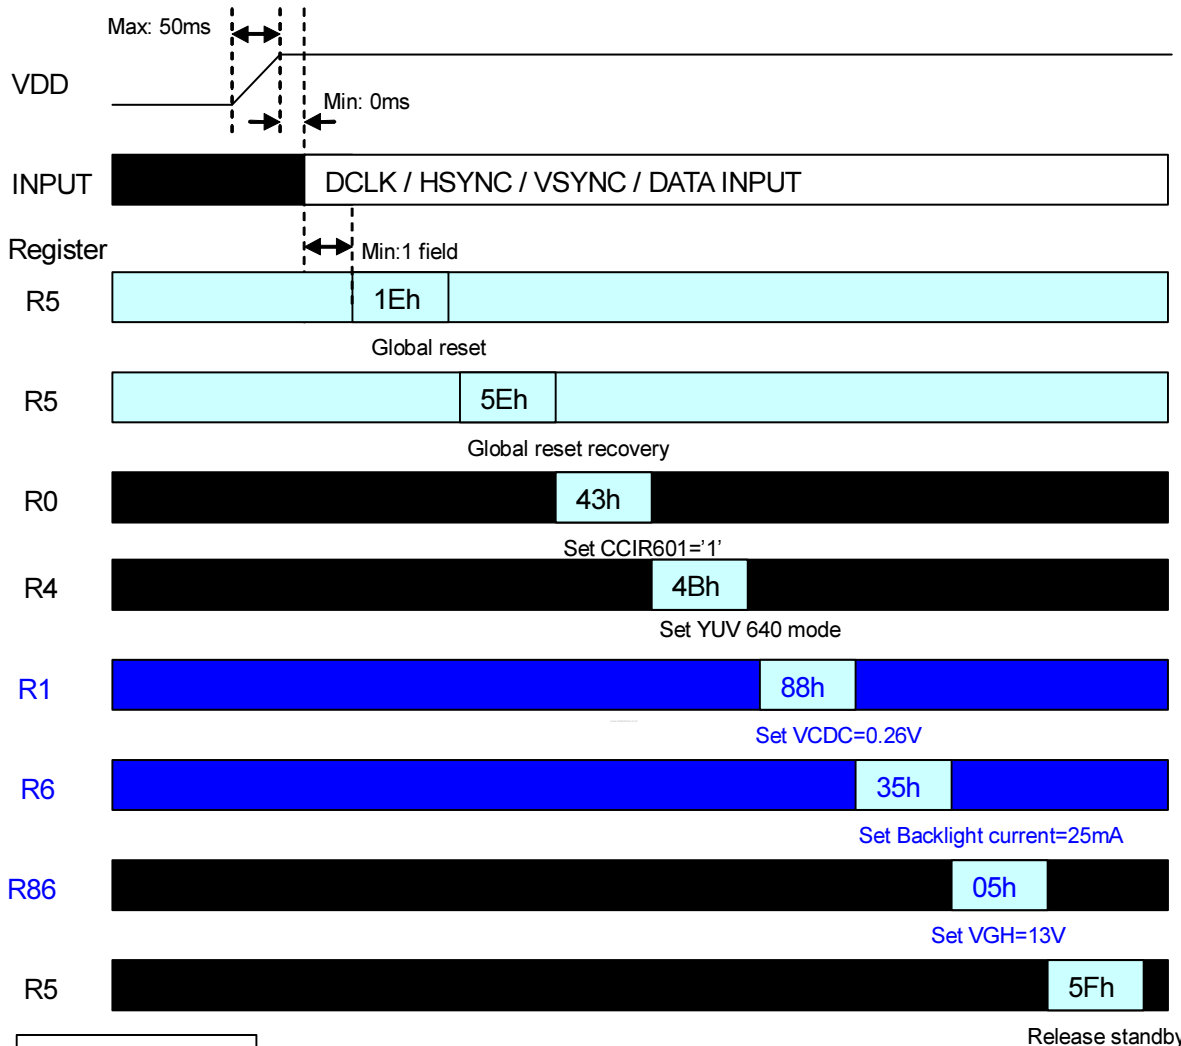 Max: 50ms
VDD
Min: 0ms
INPUT
DCLK / HSYNC / VSYNC / DATA INPUT
Register
Min:1 field
R5
1Eh
Global reset
R5
5Eh
Global reset recovery
R0
43h
Set CCIR601='1'
R4
4Bh
Set YUV 640 mode
R1
88h
Set VCDC=0.26V
R6
35h
Set Backlight current=25mA
R86
05h
Set VGH=13V
R5
5Fh
Release standby